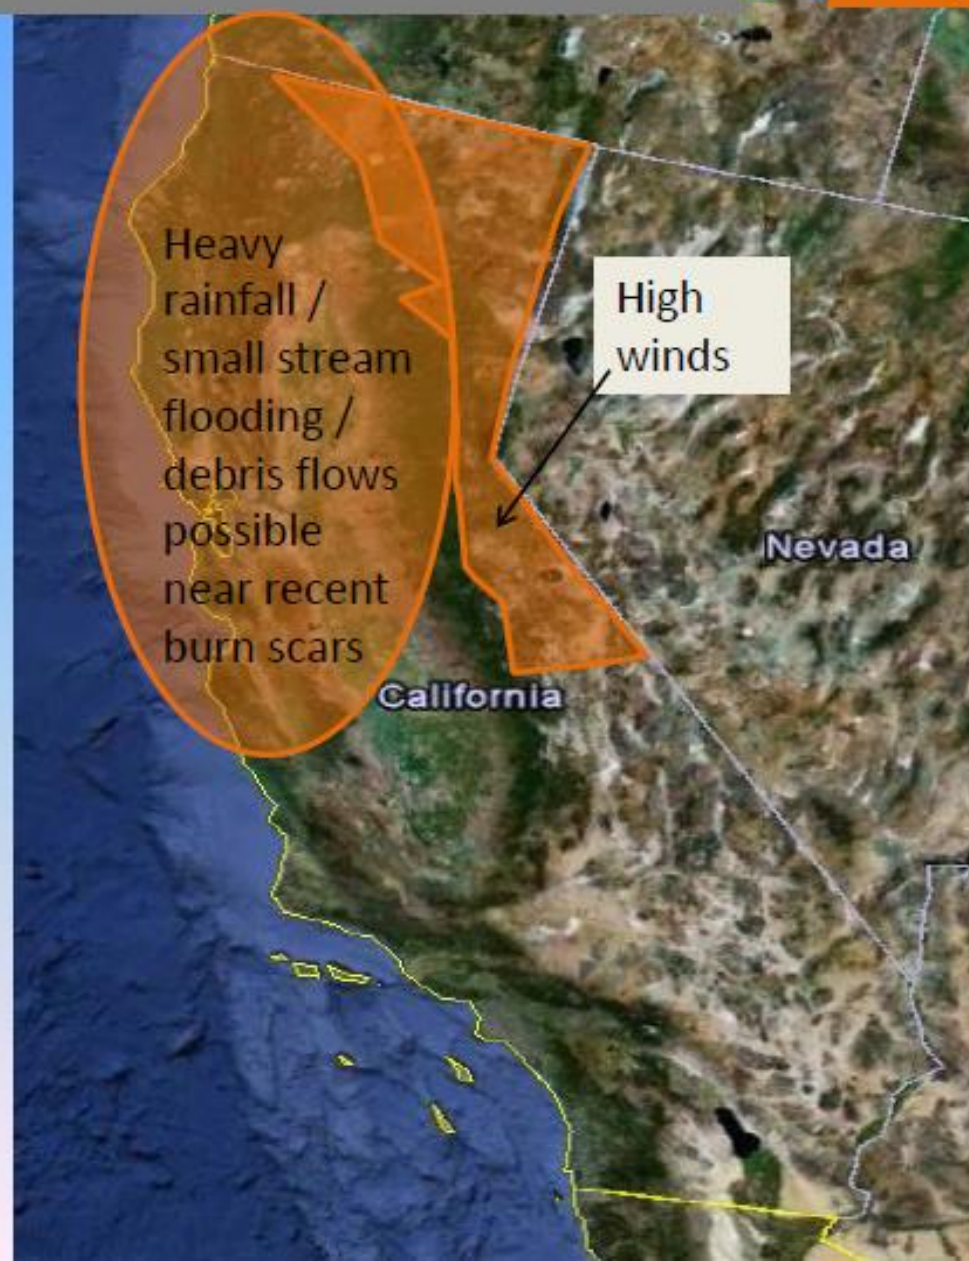 Heavy
rainfall /
small stream
flooding /
debris flows
possible
near recent
burn scars
High
winds
Nevada
California